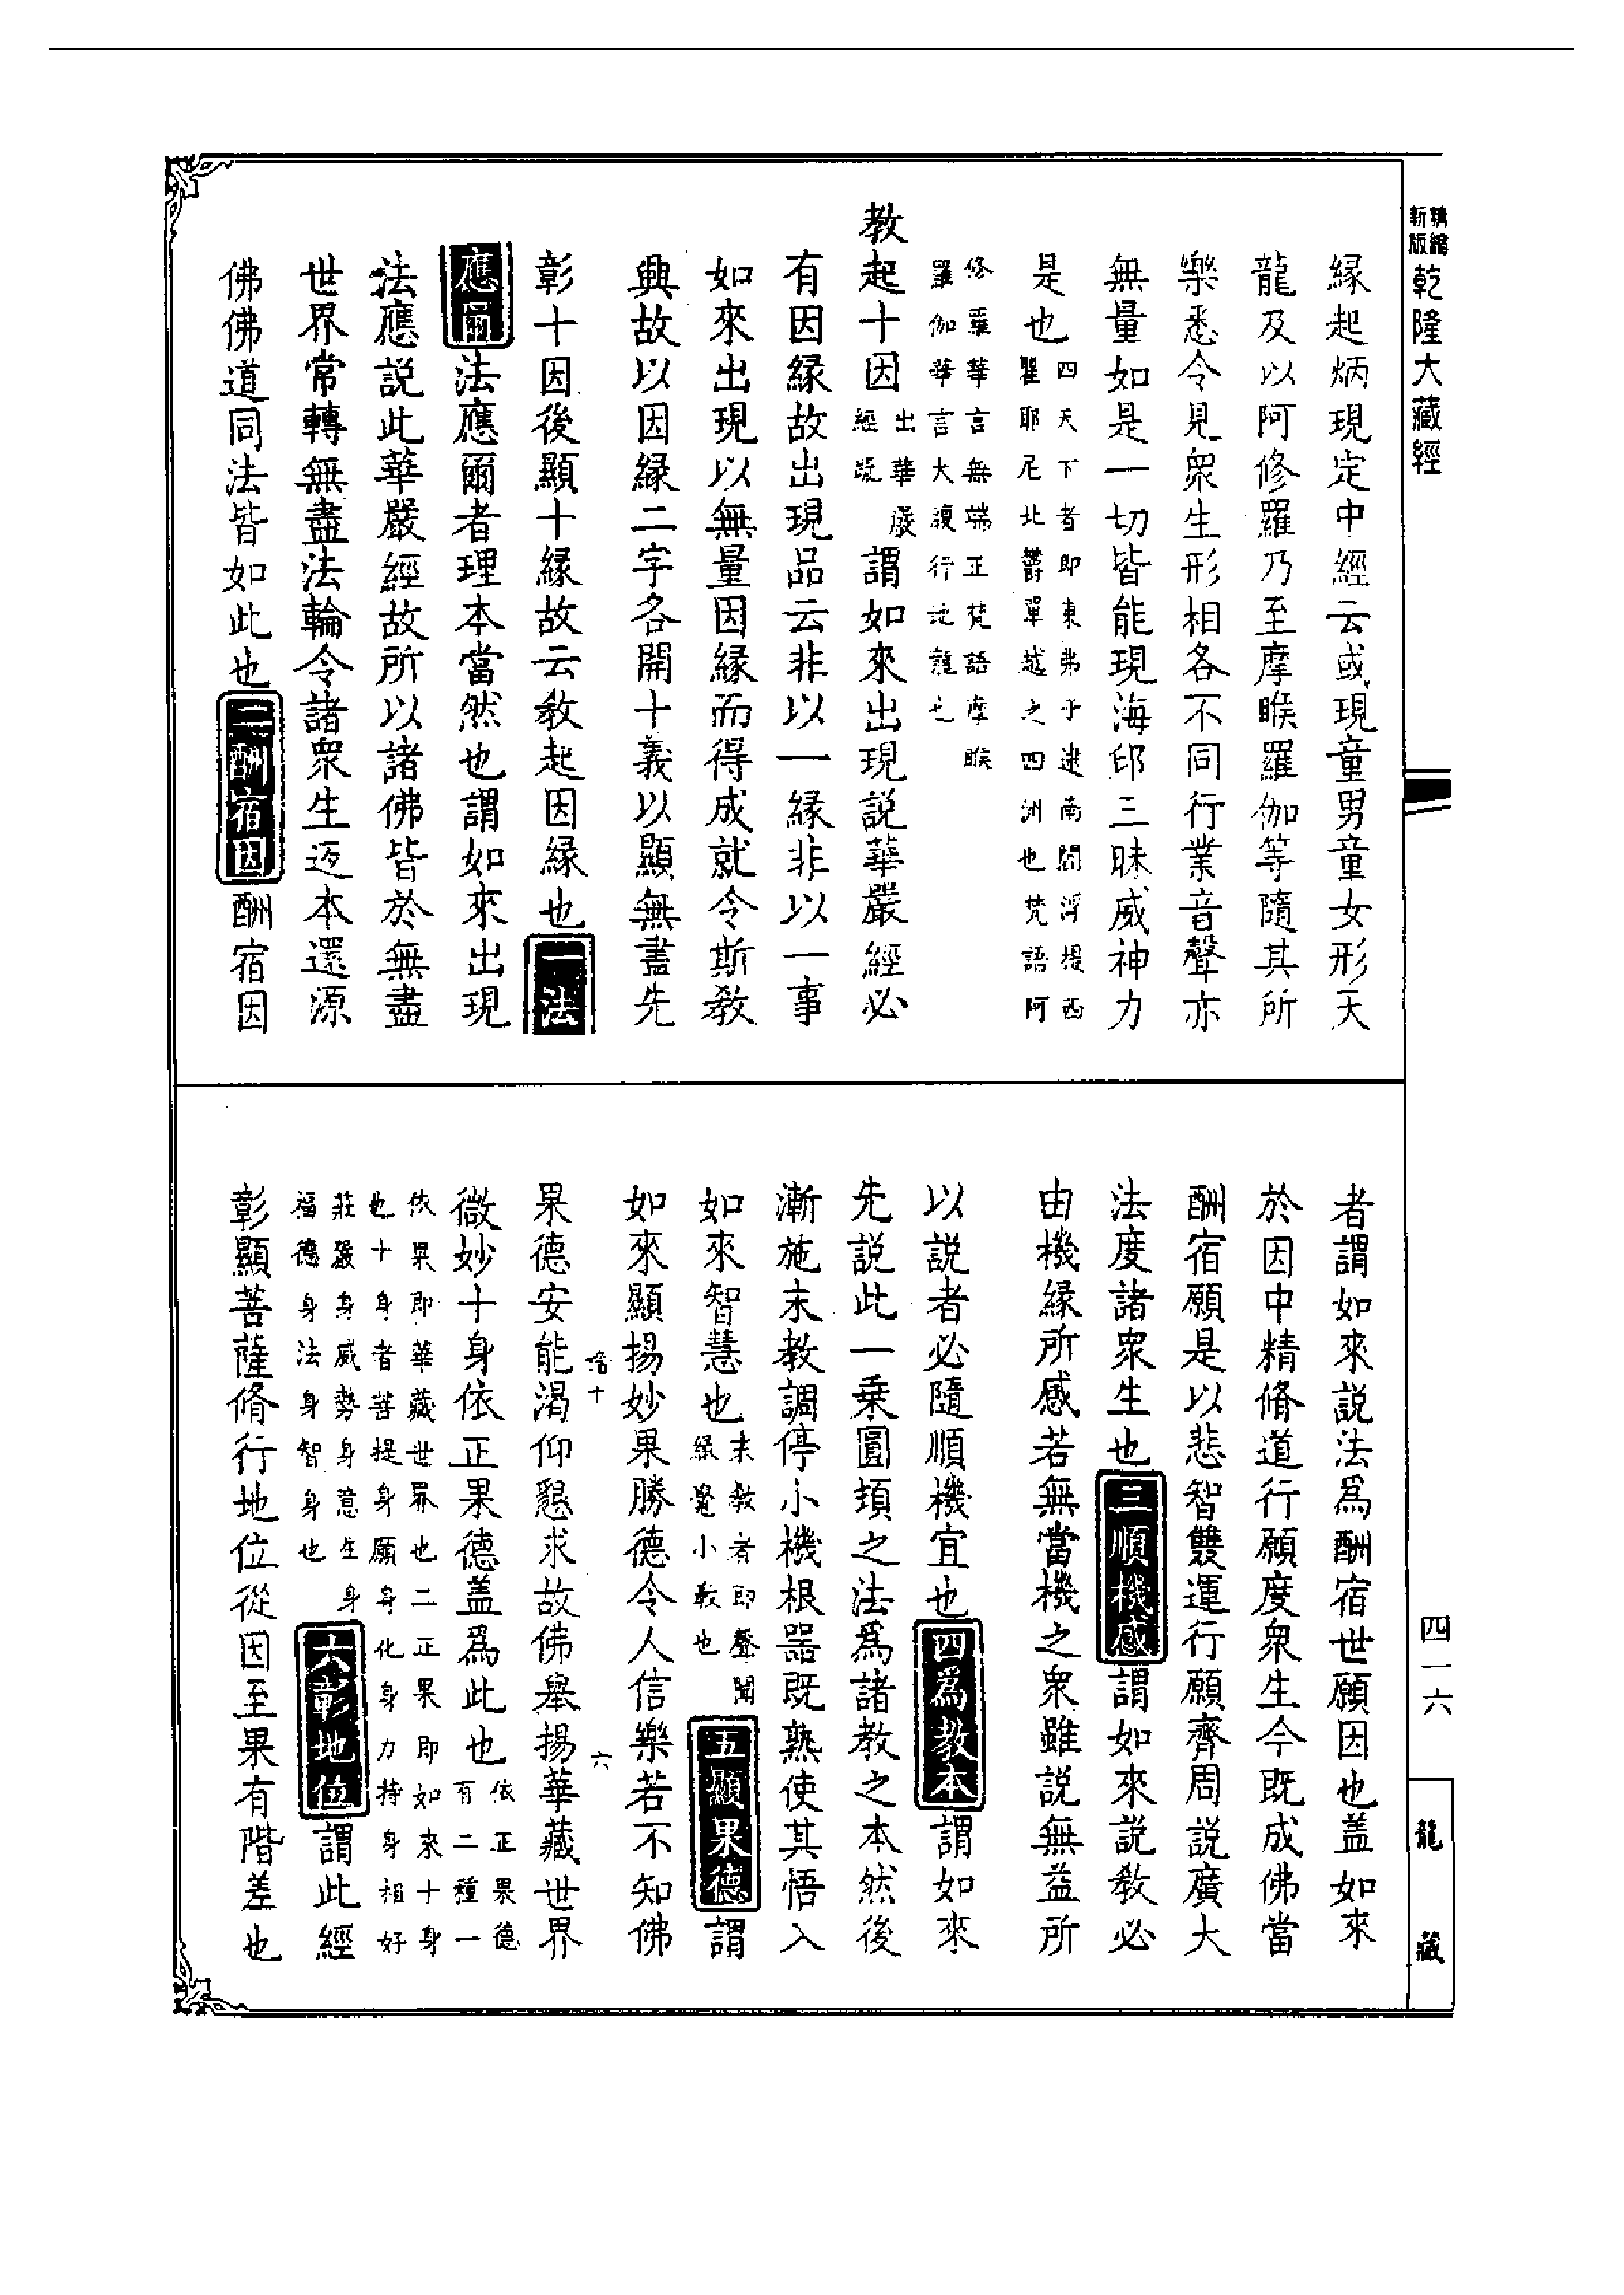 新編
新版
乾隆大藏經
緣起炳現定中經云或現童男童女形天
龍及以阿修羅乃至摩睺羅伽等隨其所
樂悉令見衆生形相各不同行業音聲亦
無量如是一切皆能現海印三昧威神力
是也
四天下者即東弗于逮南閻浮提西
瞿耶尼北鬱單越之四洲也梵語阿
修羅華言無端正梵語摩睺
羅伽華言大腹行地龍也
教起十因
出華嚴
經疏
謂如來出現說華嚴經必
有因緣故出現品云非以一緣非以一事
如來出現以無量因緣而得成就令斯教
興故以因緣二字各開十義以顯無盡先
彰十因後顯十緣故云教起因緣也一法
應爾法應爾者理本當然也謂如來出現
法應說此華嚴經故所以諸佛皆於無盡
世界常轉無盡法輪令諸衆生返本還源
佛佛道同法皆如此也二酬宿因酬宿因
者謂如來說法爲酬宿世願因也盖如來
於因中精脩道行願度衆生今既成佛當
酬宿願是以悲智雙運行願齊周說廣大
法度諸衆生也三順機感謂如來說教必
由機緣所感若無當機之衆雖說無益所
以說者必隨順機宜也四爲教本謂如來
先說此一乗圓頓之法爲諸教之本然後
漸施末教調停小機根器既熟使其悟入
如來智慧也
末教者即聲聞
緣覺小教也
五顯果德謂
如來顯揚妙果勝德令人信樂若不知佛
果德安能渴仰懇求故佛舉揚華藏世界
微妙十身依正果德盖爲此也
依正果德
有二種一
依果即華藏世界也二正果即如來十身
也十身者菩提身願身化身力持身相好
莊嚴身威勢身意生身
福德身法身智身也
六彰地位謂此經
彰顯菩薩脩行地位從因至果有階差也
六
四一六
龍藏